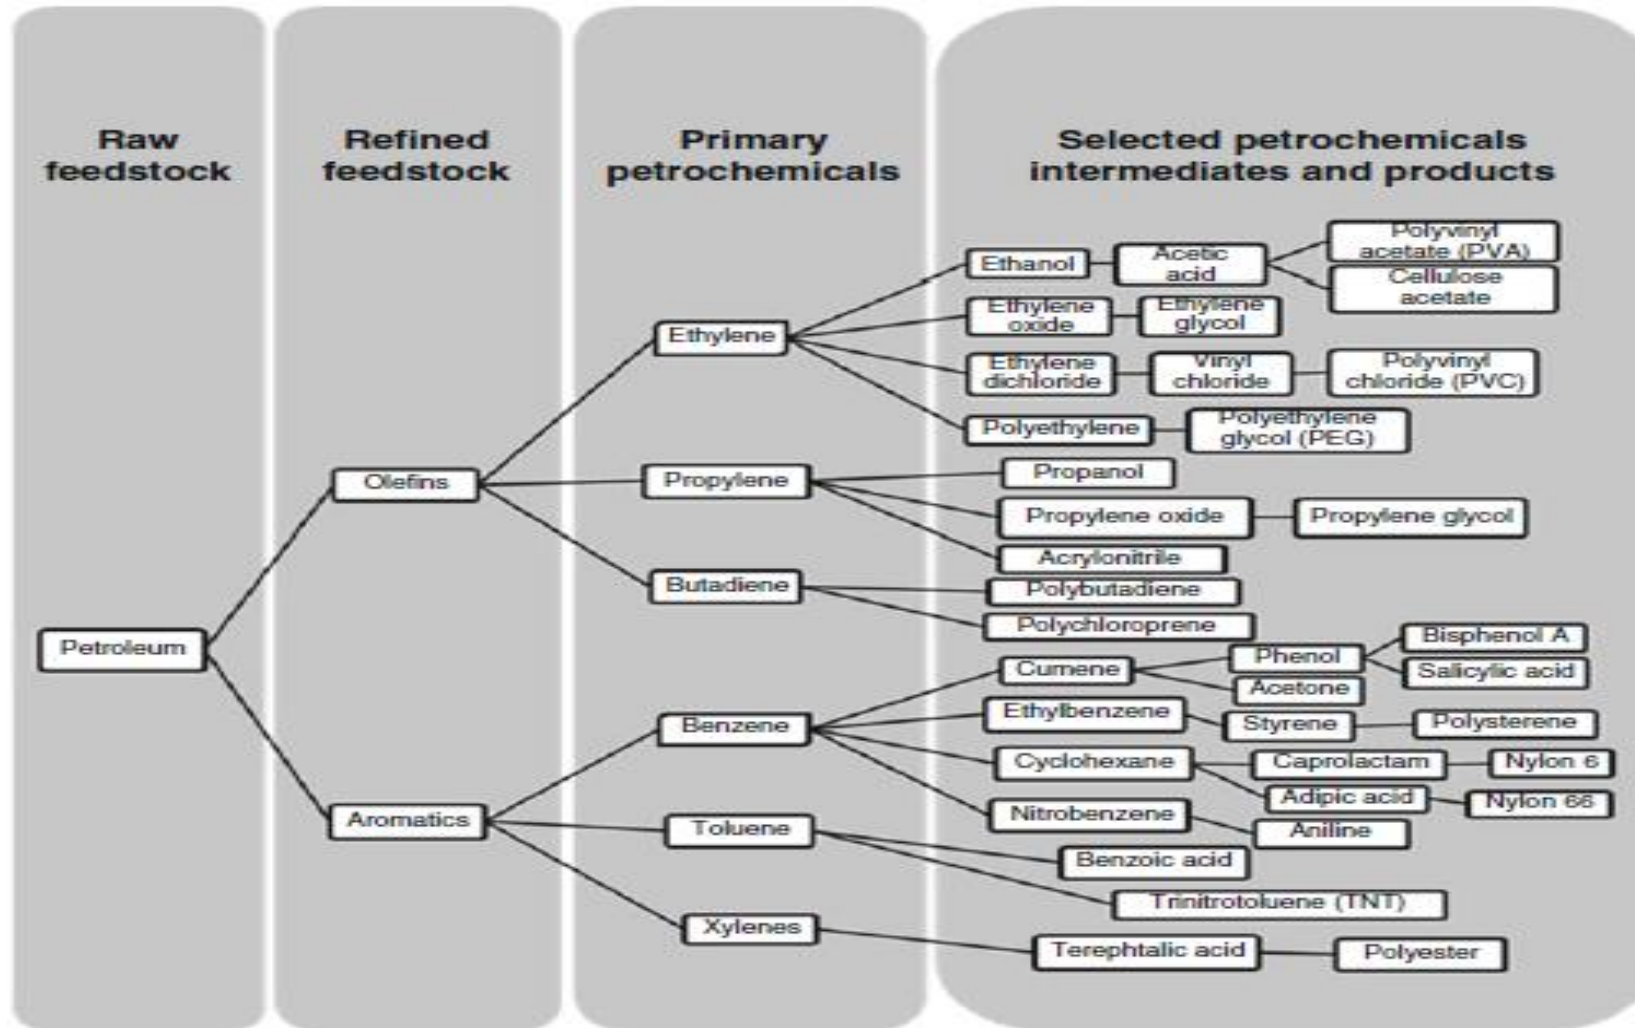 Raw
feedstock
Refined
feedstock
Primary
petrochemicals
Selected petrochemicals
intermediates and products
Petroleum
Olefins
Aromatics
Ethylene
Propylene
Butadiene
Benzene
Toluene
Xylenes
Ethanol
Acetic
acid
Polyvinyl
acetate (PVA)
Cellulose
acetate
Ethylene
oxide
Ethylene
glycol
Ethylene
dichloride
Vinyl
chloride
Polyvinyl
chloride (PVC)
Polyethylene
Polyethylene
glycol (PEG)
Propanol
Propylene oxide
Propylene glycol
Acrylonitrile
Polybutadiene
Polychloroprene
Cumene
Phenol
Bisphenol A
Salicylic acid
Acetone
Ethylbenzene
Styrene
Polysterene
Cyclohexane
Caprolactam
Nylon 6
Adipic acid
Nylon 66
Nitrobenzene
Aniline
Benzoic acid
Trinitrotoluene (TNT)
Terephtalic acid
Polyester